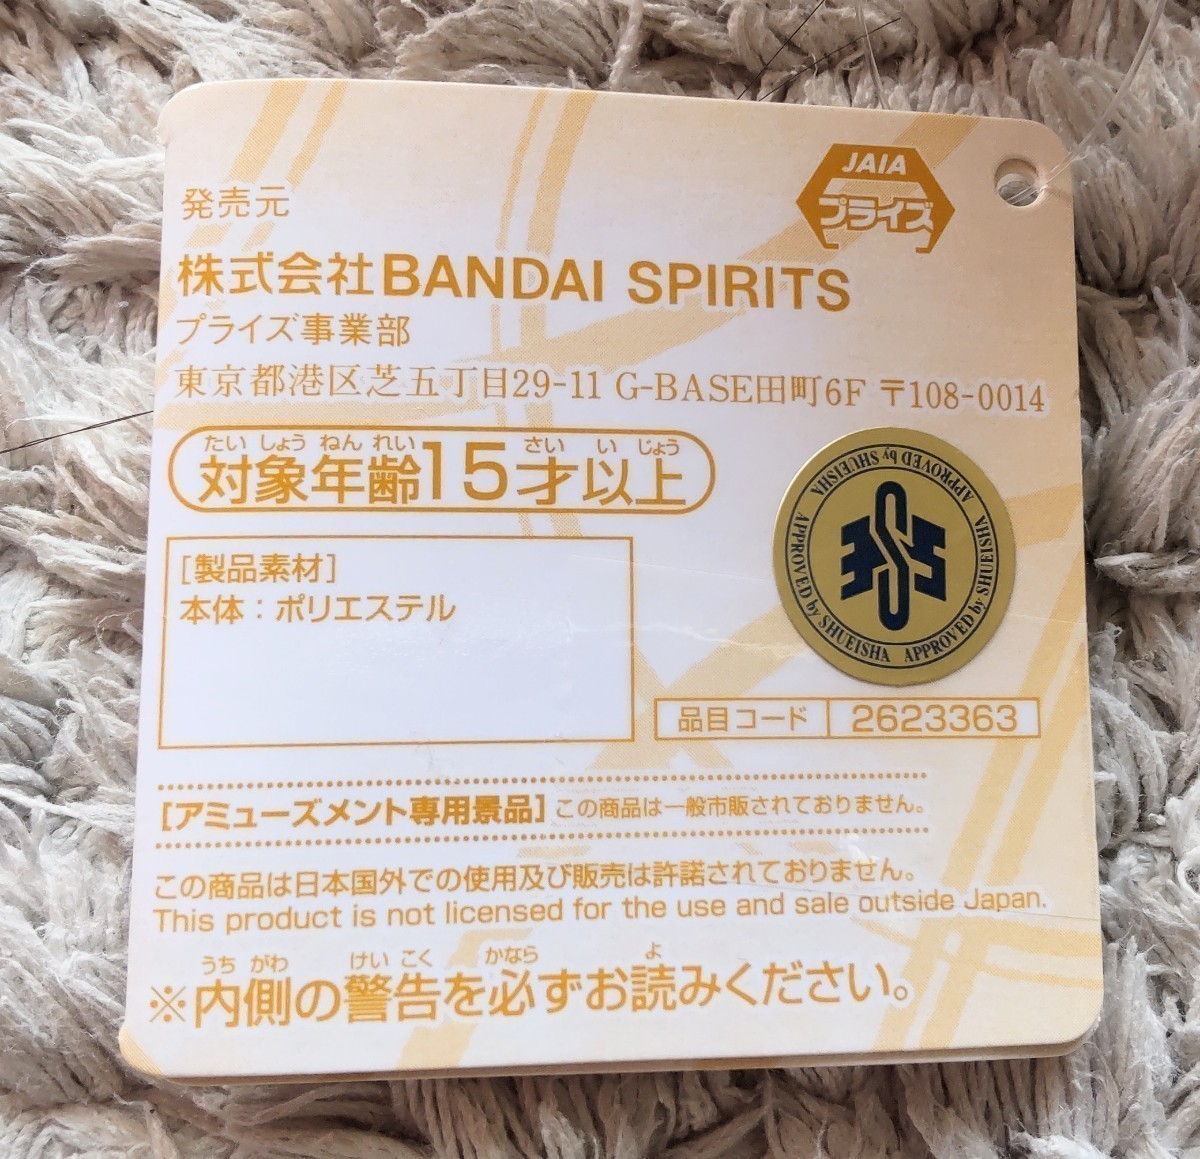 JAIA
プライズ
発売元
株式会社BANDAI SPIRITS
プライズ事業部
東京都港区芝五丁目29-11 G-BASE田町6F 〒108-0014
たいしょうねんれい さいいじょう
対象年齢15才以上
APPROVED by SHUEISHA APPROVED by SHUEISHA APPROVED by SHUEISHA
[製品素材]
本体：ポリエステル
品目コード 2623363
[アミューズメント専用景品] この商品は一般市販されておりません。
この商品は日本国外での使用及び販売は許諾されておりません。
This product is not licensed for the use and sale outside Japan.
うちがわ けいこく かなら よ
※内側の警告を必ずお読みください。